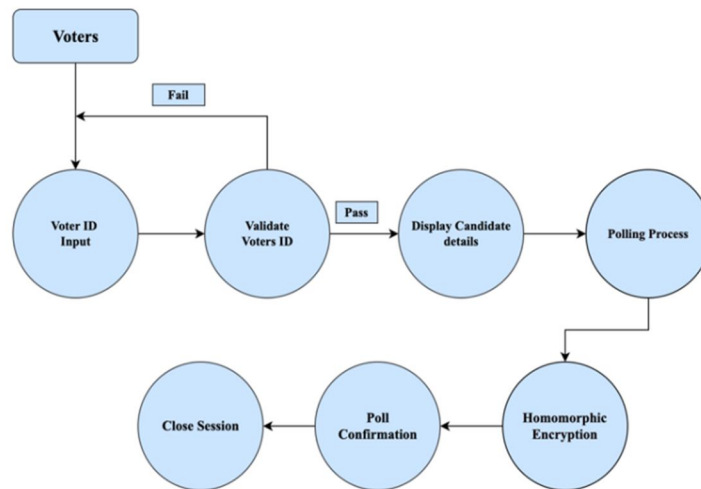 Voters
Fail
Voter ID
Input
Validate
Voters ID
Pass
Display Candidate
details
Polling Process
Close Session
Poll
Confirmation
Homomorphic
Encryption